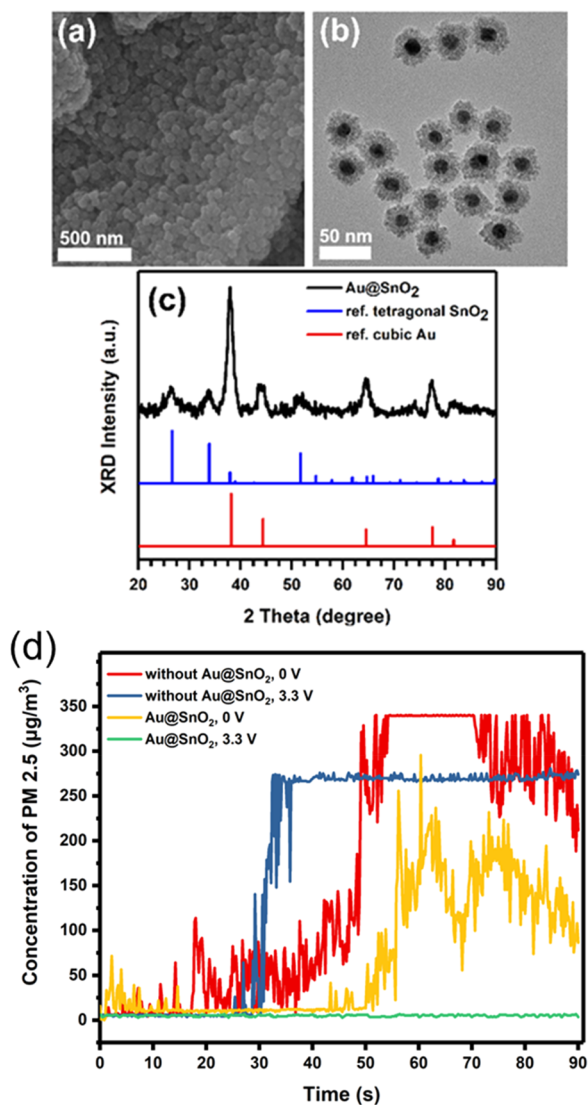 (a)
500 nm
(b)
50 nm
(c)
Au@SnO₂
ref. tetragonal SnO₂
ref. cubic Au
XRD Intensity (a.u.)
20 30 40 50 60 70 80 90
2 Theta (degree)
(d)
without Au@SnO₂, 0 V
without Au@SnO₂, 3.3 V
Au@SnO₂, 0 V
Au@SnO₂, 3.3 V
Concentration of PM 2.5 (µg/m³)
350
300
250
200
150
100
50
0
0 10 20 30 40 50 60 70 80 90
Time (s)